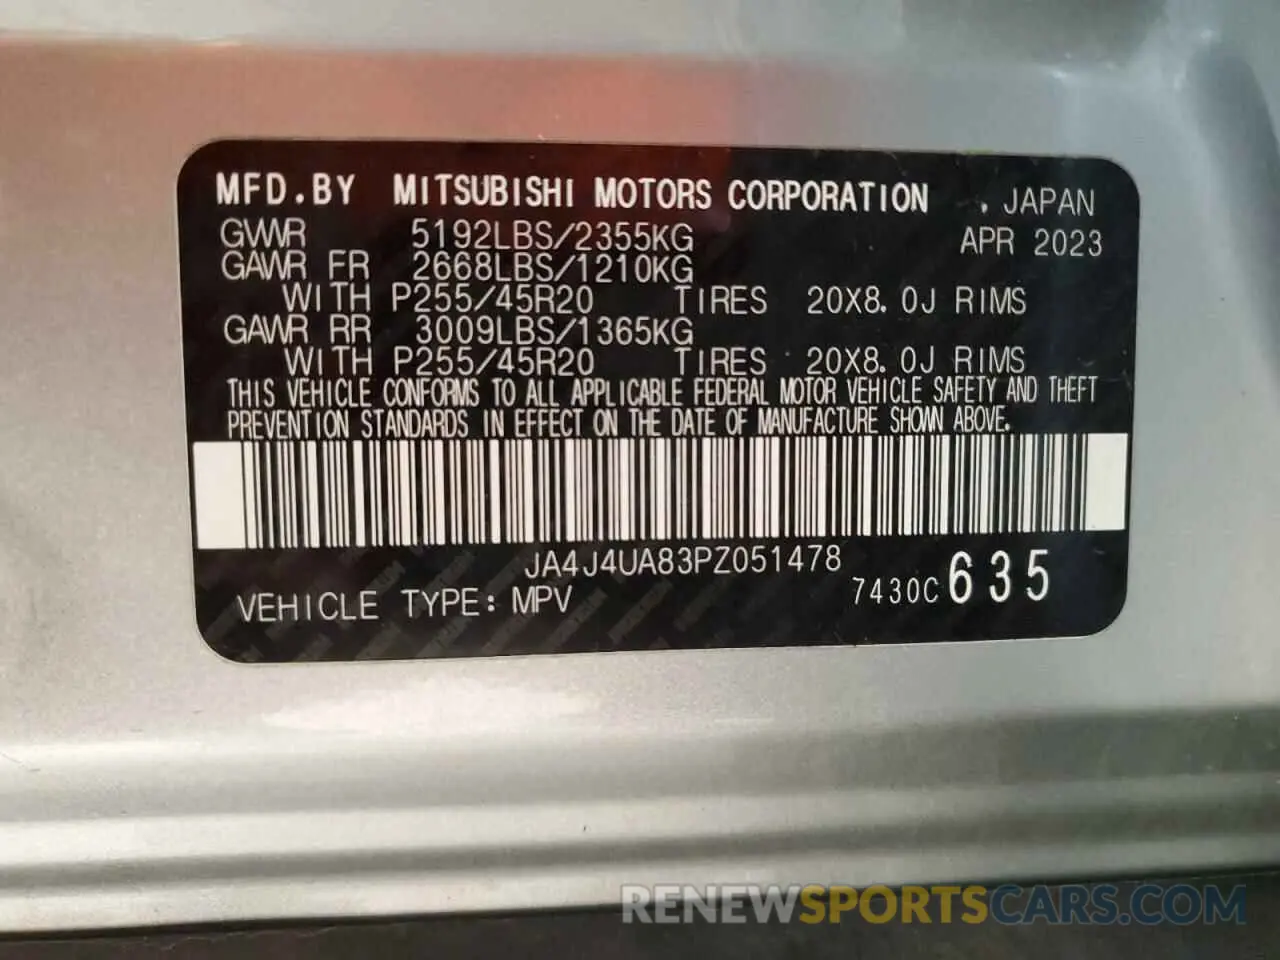 MFD.BY MITSUBISHI MOTORS CORPORATION , JAPAN
GVWR 5192LBS/2355KG APR 2023
GAWR FR 2668LBS/1210KG
WITH P255/45R20 TIRES 20X8.0J RIMS
GAWR RR 3009LBS/1365KG
WITH P255/45R20 TIRES 20X8.0J RIMS
THIS VEHICLE CONFORMS TO ALL APPLICABLE FEDERAL MOTOR VEHICLE SAFETY AND THEFT
PREVENTION STANDARDS IN EFFECT ON THE DATE OF MANUFACTURE SHOWN ABOVE.
JA4J4UA83PZ051478
VEHICLE TYPE: MPV 7430C 635
RENEWSPORTSCARS.COM